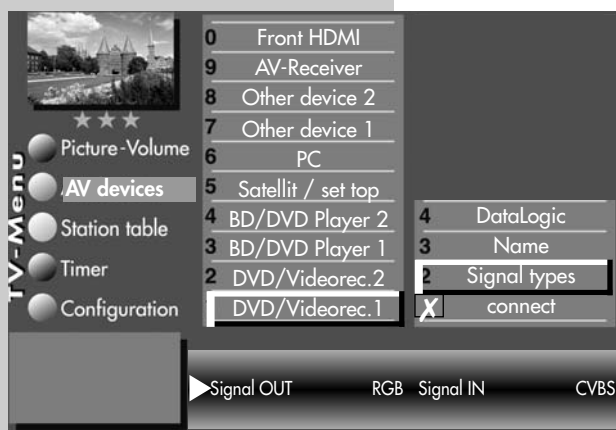 TV-Menu
Picture-Volume
AV devices
Station table
Timer
Configuration
0 Front HDMI
9 AV-Receiver
8 Other device 2
7 Other device 1
6 PC
5 Satellit / set top
4 BD/DVD Player 2
3 BD/DVD Player 1
2 DVD/Videorec.2
DVD/Videorec.1
4 DataLogic
3 Name
2 Signal types
X connect
Signal OUT RGB Signal IN CVBS